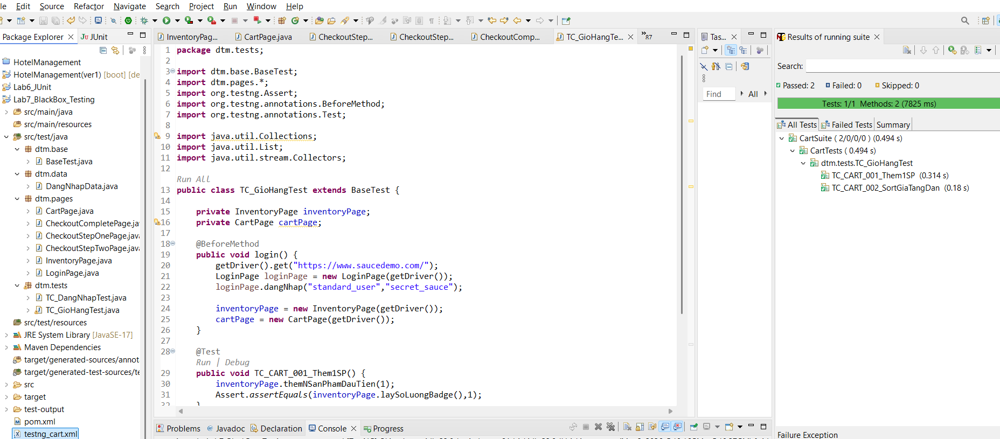 le Edit Source Refactor Navigate Search Project Run Window Help
Package Explorer
JUnit
HotelManagement
HotelManagement(ver1) [boot] [de
Lab6_JUnit
Lab7_BlackBox_Testing
src/main/java
src/main/resources
src/test/java
dtm.base
BaseTest.java
dtm.data
DangNhapData.java
dtm.pages
CartPage.java
CheckoutCompletePage.ja
CheckoutStepOnePage.java
CheckoutStepTwoPage.java
InventoryPage.java
LoginPage.java
dtm.tests
TC_DangNhapTest.java
TC_GioHangTest.java
src/test/resources
JRE System Library [JavaSE-17]
Maven Dependencies
target/generated-sources/annot
target/generated-test-sources/te
src
target
test-output
pom.xml
testng_cart.xml
InventoryPag... CartPage.java CheckoutStep... CheckoutStep... CheckoutComp... TC_GioHangTe... »87
1 package dtm.tests;
2
3 import dtm.base.BaseTest;
4 import dtm.pages.*;
5 import org.testng.Assert;
6 import org.testng.annotations.BeforeMethod;
7 import org.testng.annotations.Test;
8
9 import java.util.Collections;
10 import java.util.List;
11 import java.util.stream.Collectors;
12
Run All
13 public class TC_GioHangTest extends BaseTest {
14
15 private InventoryPage inventoryPage;
16 private CartPage cartPage;
17
18 @BeforeMethod
19 public void login() {
20 getDriver().get("https://www.saucedemo.com/");
21 LoginPage loginPage = new LoginPage(getDriver());
22 loginPage.dangNhap("standard_user","secret_sauce");
23
24 inventoryPage = new InventoryPage(getDriver());
25 cartPage = new CartPage(getDriver());
26 }
27
28 @Test
Run | Debug
29 public void TC_CART_001_Them1SP() {
30 inventoryPage.themNSanPhamDauTien(1);
31 Assert.assertEquals(inventoryPage.laySoLuongBadge(),1);
32 }
Problems @ Javadoc Declaration Console Progress
Tas...
Find All
Results of running suite
Search:
Passed: 2 Failed: 0 Skipped: 0
Tests: 1/1 Methods: 2 (7825 ms)
All Tests Failed Tests Summary
CartSuite ( 2/0/0/0 ) (0.494 s)
CartTests ( 0.494 s)
dtm.tests.TC_GioHangTest
TC_CART_001_Them1SP (0.314 s)
TC_CART_002_SortGiaTangDan (0.18 s)
Failure Exception